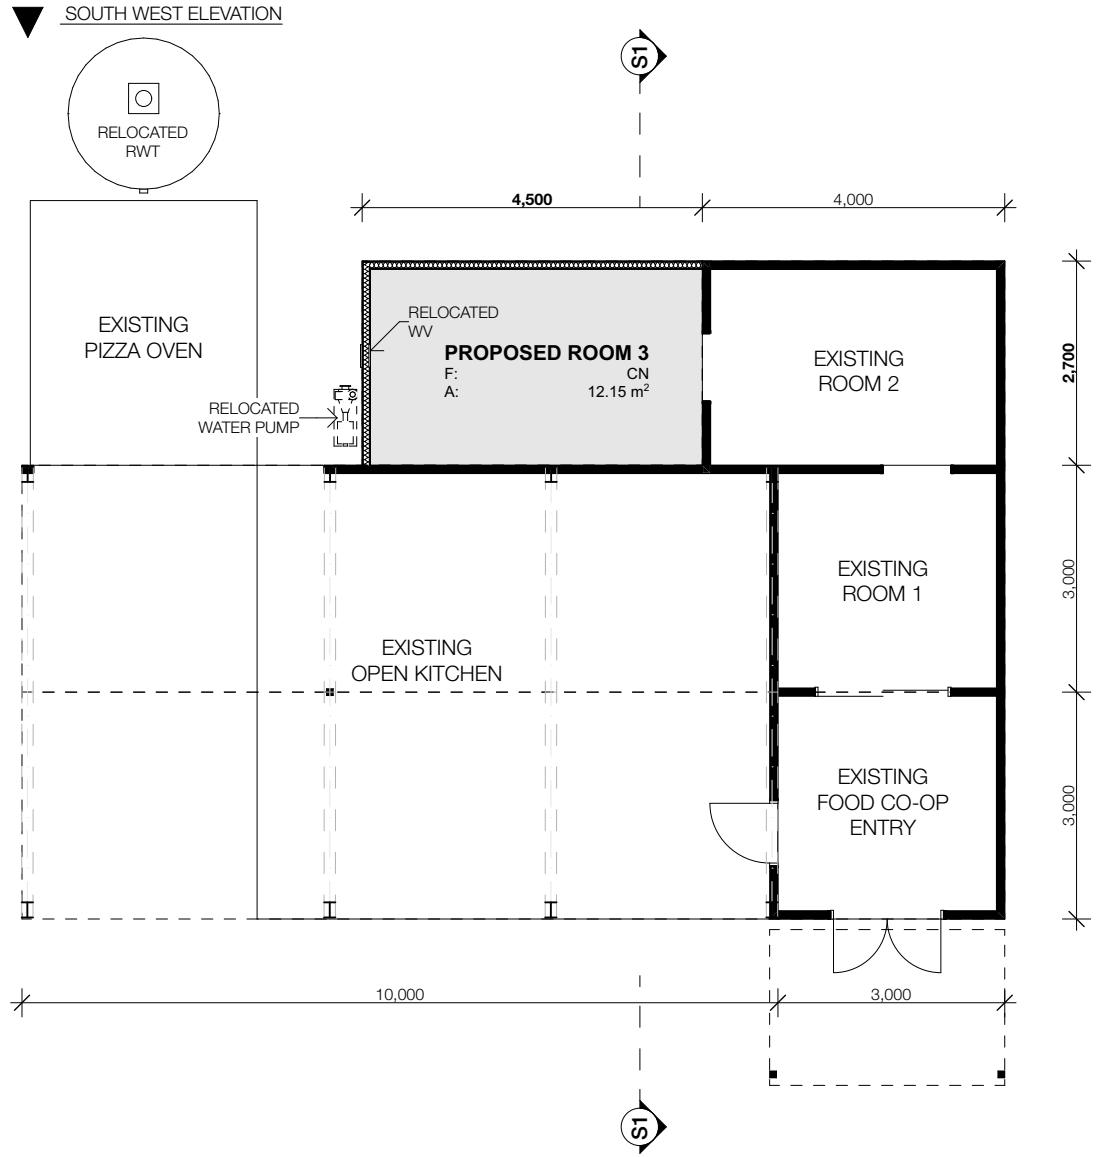 SOUTH WEST ELEVATION
S1
RELOCATED
RWT
4,500
4,000
EXISTING
PIZZA OVEN
RELOCATED
WV
PROPOSED ROOM 3
F: CN
A: 12.15 m²
EXISTING
ROOM 2
2,700
RELOCATED
WATER PUMP
EXISTING
ROOM 1
3,000
EXISTING
OPEN KITCHEN
EXISTING
FOOD CO-OP
ENTRY
3,000
10,000
3,000
S1